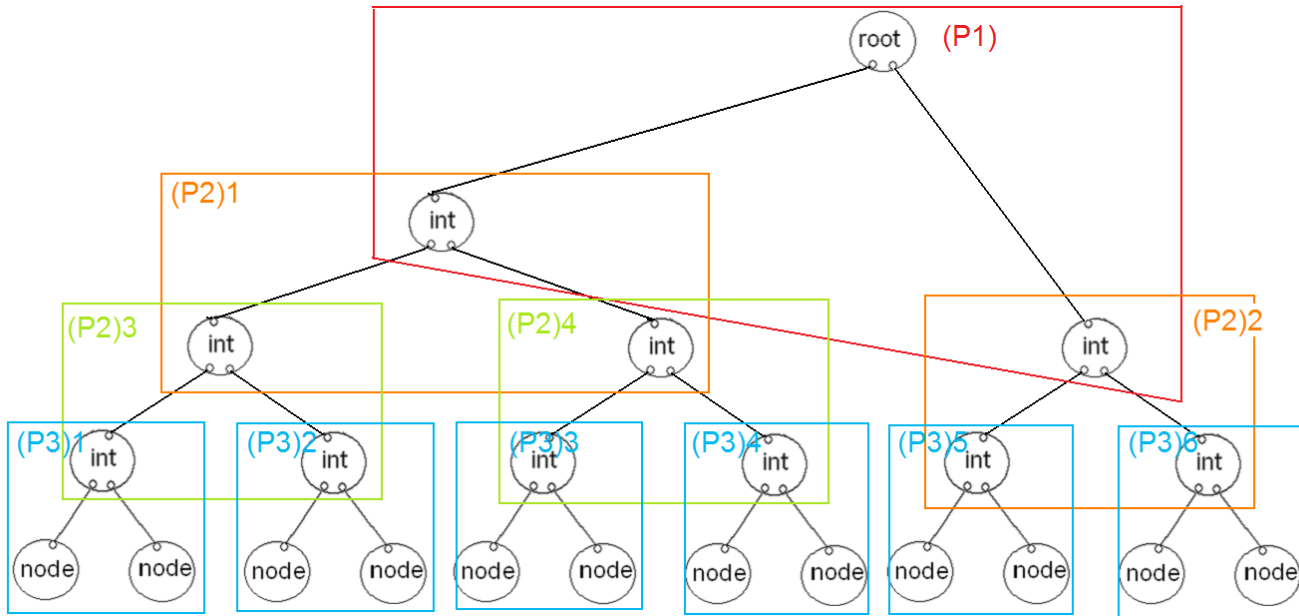 root
(P1)
(P2)1
int
(P2)3
int
(P2)4
int
int
(P2)2
(P3)1
int
(P3)2
int
(P3)3
int
(P3)4
int
(P3)5
int
(P3)6
int
node
node
node
node
node
node
node
node
node
node
node
node